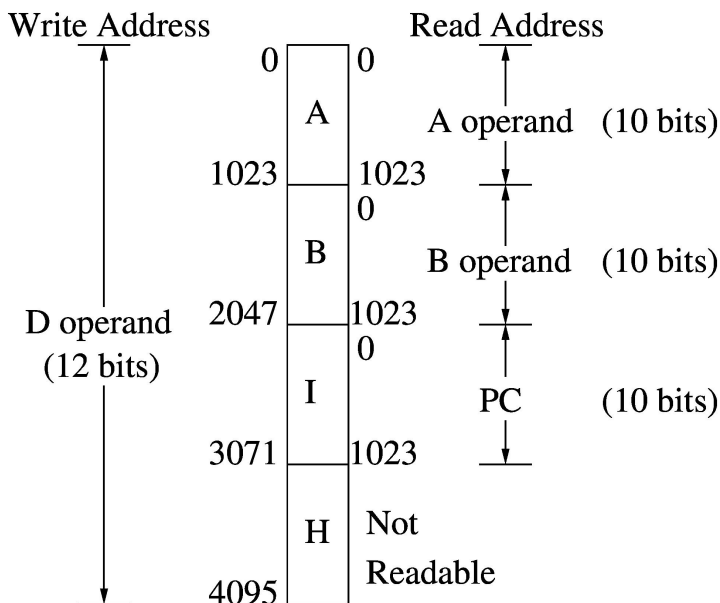 Write Address Read Address
0 0
A A operand (10 bits)
1023 1023
0
B B operand (10 bits)
D operand 2047 1023
(12 bits) 0
I PC (10 bits)
3071 1023
H Not
Readable
4095